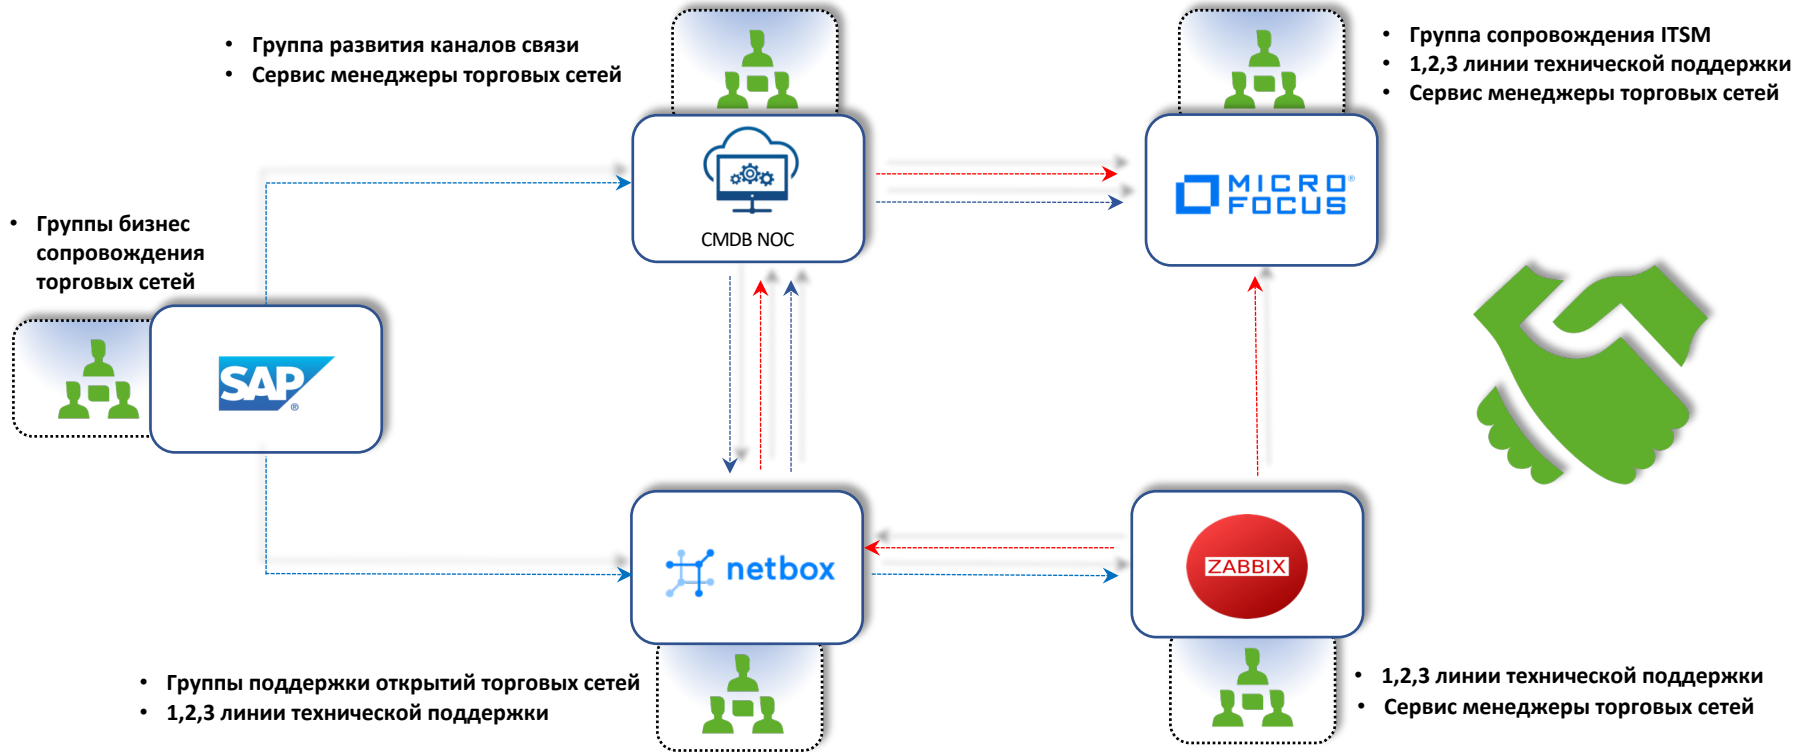 • Группа развития каналов связи
• Сервис менеджеры торговых сетей
• Группа сопровождения ITSM
• 1,2,3 линии технической поддержки
• Сервис менеджеры торговых сетей
CMDB NOC
MICRO
FOCUS®
• Группы бизнес
сопровождения
торговых сетей
SAP®
netbox
ZABBIX
• Группы поддержки открытий торговых сетей
• 1,2,3 линии технической поддержки
• 1,2,3 линии технической поддержки
• Сервис менеджеры торговых сетей